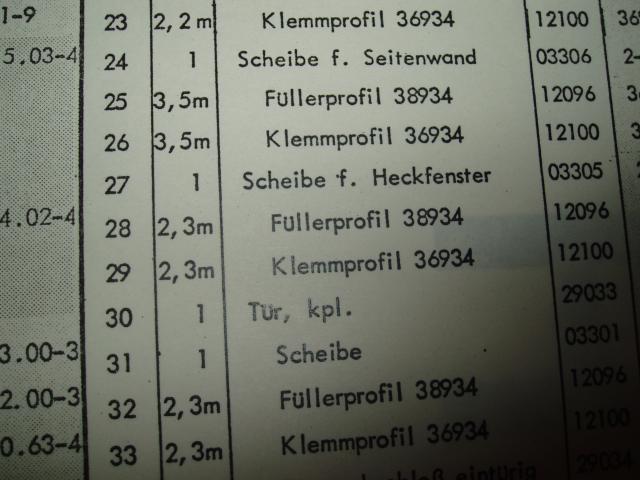 1-9 23 2,2m Klemmprofil 36934 12100
5.03-4 24 1 Scheibe f. Seitenwand 03306 2-
25 3,5m Füllerprofil 38934 12096
26 3,5m Klemmprofil 36934 12100
27 1 Scheibe f. Heckfenster 03305
4.02-4 28 2,3m Füllerprofil 38934 12096
29 2,3m Klemmprofil 36934 12100
30 1 Tür, kpl. 29033
3.00-3 31 1 Scheibe 03301
2.00-3 32 2,3m Füllerprofil 38934 12096
0.63-4 33 2,3m Klemmprofil 36934 12100
eintürig 29034